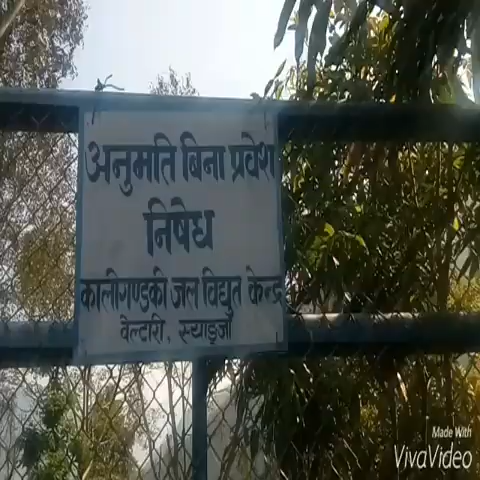 अनुमति बिना प्रवेश
निषेध
कालीगण्डकी जल विद्युत केन्द्र
वेल्टारी, स्याङ्जा
Made With
VivaVideo